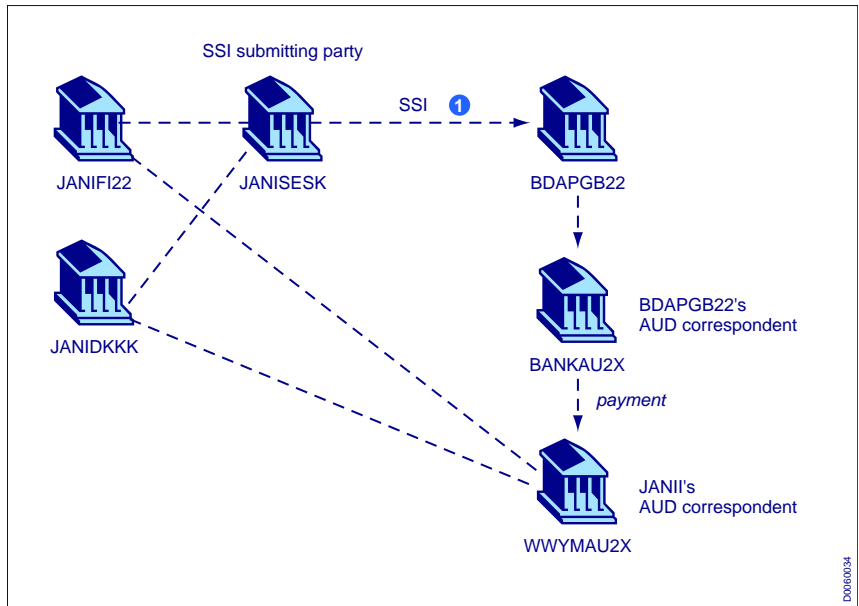 SSI submitting party
SSI 1
JANIFI22
JANISESK
BDAPGB22
BDAPGB22's
AUD correspondent
JANIDKKK
BANKAU2X
payment
JANII's
AUD correspondent
WWYMAU2X
D0060034